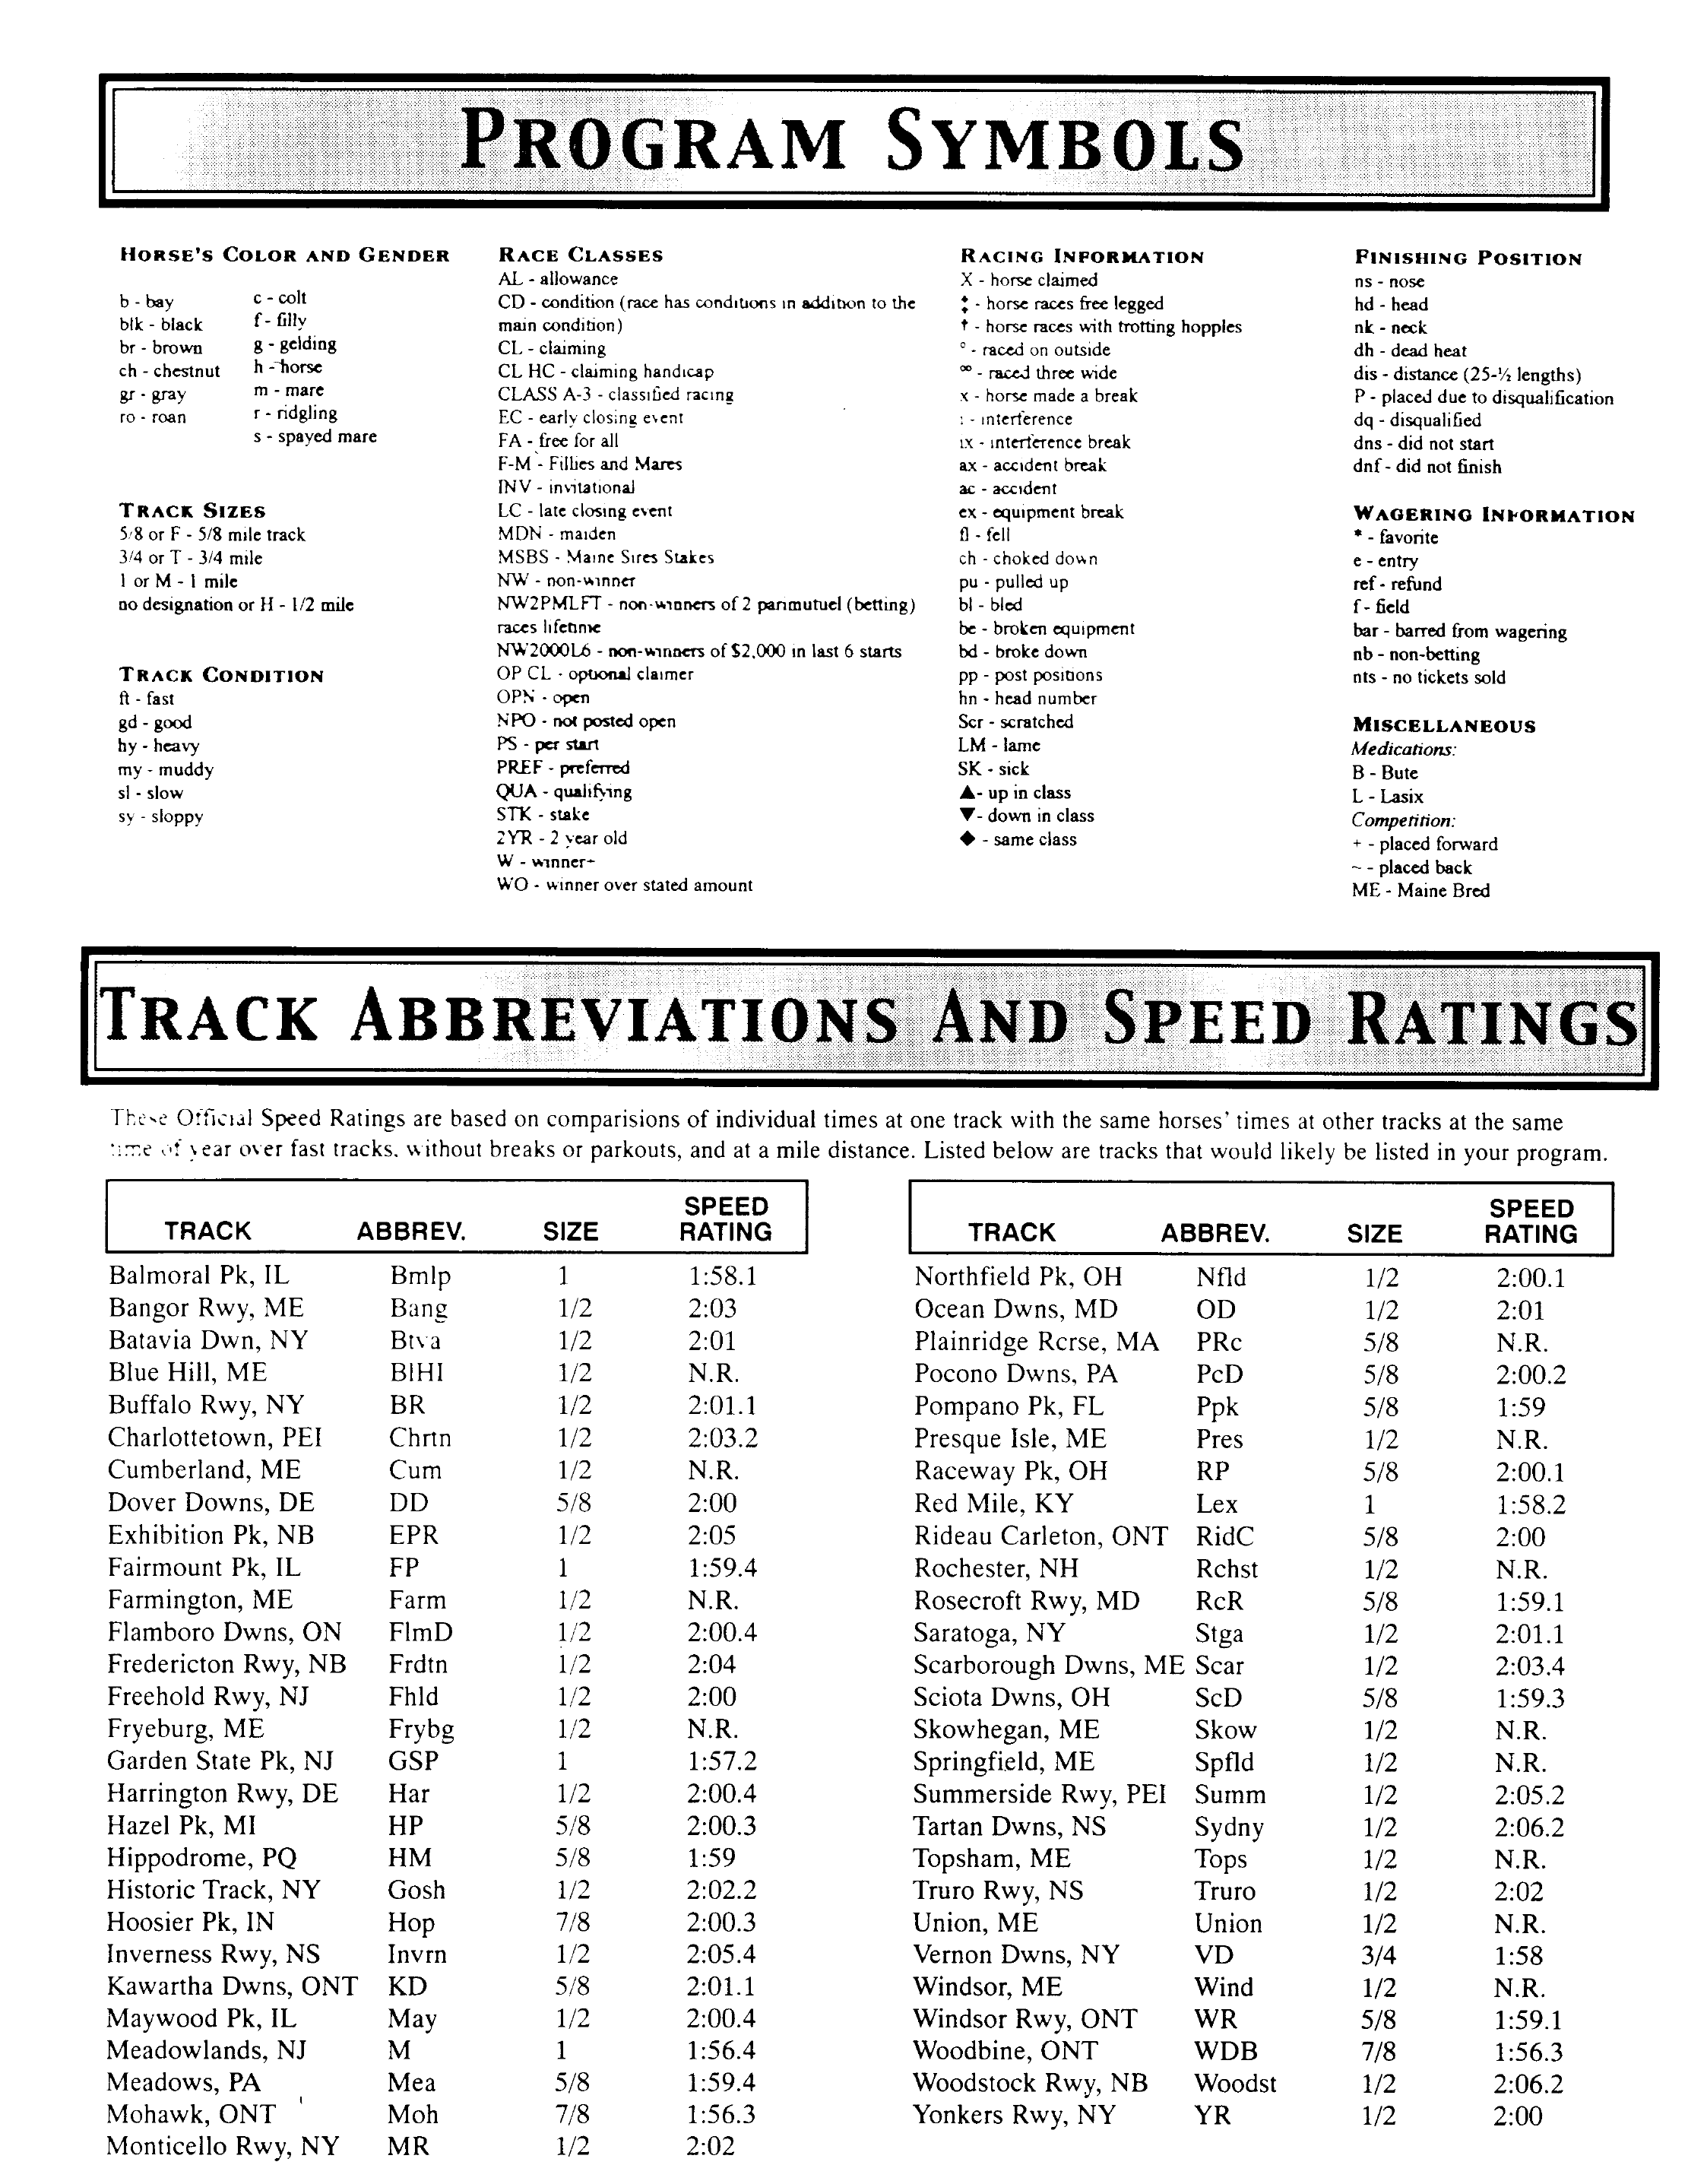 PROGRAM SYMBOLS
HORSE'S COLOR AND GENDER
b - bay
blk - black
br - brown
ch - chestnut
gr - gray
ro - roan
c - colt
f - filly
g - gelding
h - horse
m - mare
r - ridgling
s - spayed mare
TRACK SIZES
5/8 or F - 5/8 mile track
3/4 or T - 3/4 mile
1 or M - 1 mile
no designation or H - 1/2 mile
TRACK CONDITION
ft - fast
gd - good
hy - heavy
my - muddy
sl - slow
sy - sloppy
RACE CLASSES
AL - allowance
CD - condition (race has conditions in addition to the
main condition)
CL - claiming
CL HC - claiming handicap
CLASS A-3 - classified racing
EC - early closing event
FA - free for all
F-M - Fillies and Mares
INV - invitational
LC - late closing event
MDN - maiden
MSBS - Maine Sires Stakes
NW - non-winner
NW2PMLFT - non-winners of 2 parimutuel (betting)
races lifetime
NW2000L6 - non-winners of $2,000 in last 6 starts
OP CL - optional claimer
OPN - open
NPO - not posted open
PS - per start
PREF - preferred
QUA - qualifying
STK - stake
2YR - 2 year old
W - winner+
WO - winner over stated amount
RACING INFORMATION
X - horse claimed
‡ - horse races free legged
† - horse races with trotting hopples
° - raced on outside
°° - raced three wide
x - horse made a break
: - interference
ix - interference break
ax - accident break
ac - accident
ex - equipment break
fl - fell
ch - choked down
pu - pulled up
bl - bled
be - broken equipment
bd - broke down
pp - post positions
hn - head number
Scr - scratched
LM - lame
SK - sick
▲- up in class
▼- down in class
◆ - same class
FINISHING POSITION
ns - nose
hd - head
nk - neck
dh - dead heat
dis - distance (25-½ lengths)
P - placed due to disqualification
dq - disqualified
dns - did not start
dnf - did not finish
WAGERING INFORMATION
* - favorite
e - entry
ref - refund
f - field
bar - barred from wagering
nb - non-betting
nts - no tickets sold
MISCELLANEOUS
Medications:
B - Bute
L - Lasix
Competition:
+ - placed forward
~ - placed back
ME - Maine Bred
TRACK ABBREVIATIONS AND SPEED RATINGS
These Official Speed Ratings are based on comparisions of individual times at one track with the same horses' times at other tracks at the same
time of year over fast tracks, without breaks or parkouts, and at a mile distance. Listed below are tracks that would likely be listed in your program.
TRACK ABBREV. SIZE SPEED RATING
Balmoral Pk, IL Bmlp 1 1:58.1
Bangor Rwy, ME Bang 1/2 2:03
Batavia Dwn, NY Btva 1/2 2:01
Blue Hill, ME BlHI 1/2 N.R.
Buffalo Rwy, NY BR 1/2 2:01.1
Charlottetown, PEI Chrtn 1/2 2:03.2
Cumberland, ME Cum 1/2 N.R.
Dover Downs, DE DD 5/8 2:00
Exhibition Pk, NB EPR 1/2 2:05
Fairmount Pk, IL FP 1 1:59.4
Farmington, ME Farm 1/2 N.R.
Flamboro Dwns, ON FlmD 1/2 2:00.4
Fredericton Rwy, NB Frdtn 1/2 2:04
Freehold Rwy, NJ Fhld 1/2 2:00
Fryeburg, ME Frybg 1/2 N.R.
Garden State Pk, NJ GSP 1 1:57.2
Harrington Rwy, DE Har 1/2 2:00.4
Hazel Pk, MI HP 5/8 2:00.3
Hippodrome, PQ HM 5/8 1:59
Historic Track, NY Gosh 1/2 2:02.2
Hoosier Pk, IN Hop 7/8 2:00.3
Inverness Rwy, NS Invrn 1/2 2:05.4
Kawartha Dwns, ONT KD 5/8 2:01.1
Maywood Pk, IL May 1/2 2:00.4
Meadowlands, NJ M 1 1:56.4
Meadows, PA Mea 5/8 1:59.4
Mohawk, ONT Moh 7/8 1:56.3
Monticello Rwy, NY MR 1/2 2:02
TRACK ABBREV. SIZE SPEED RATING
Northfield Pk, OH Nfld 1/2 2:00.1
Ocean Dwns, MD OD 1/2 2:01
Plainridge Rcrse, MA PRc 5/8 N.R.
Pocono Dwns, PA PcD 5/8 2:00.2
Pompano Pk, FL Ppk 5/8 1:59
Presque Isle, ME Pres 1/2 N.R.
Raceway Pk, OH RP 5/8 2:00.1
Red Mile, KY Lex 1 1:58.2
Rideau Carleton, ONT RidC 5/8 2:00
Rochester, NH Rchst 1/2 N.R.
Rosecroft Rwy, MD RcR 5/8 1:59.1
Saratoga, NY Stga 1/2 2:01.1
Scarborough Dwns, ME Scar 1/2 2:03.4
Sciota Dwns, OH ScD 5/8 1:59.3
Skowhegan, ME Skow 1/2 N.R.
Springfield, ME Spfld 1/2 N.R.
Summerside Rwy, PEI Summ 1/2 2:05.2
Tartan Dwns, NS Sydny 1/2 2:06.2
Topsham, ME Tops 1/2 N.R.
Truro Rwy, NS Truro 1/2 2:02
Union, ME Union 1/2 N.R.
Vernon Dwns, NY VD 3/4 1:58
Windsor, ME Wind 1/2 N.R.
Windsor Rwy, ONT WR 5/8 1:59.1
Woodbine, ONT WDB 7/8 1:56.3
Woodstock Rwy, NB Woodst 1/2 2:06.2
Yonkers Rwy, NY YR 1/2 2:00